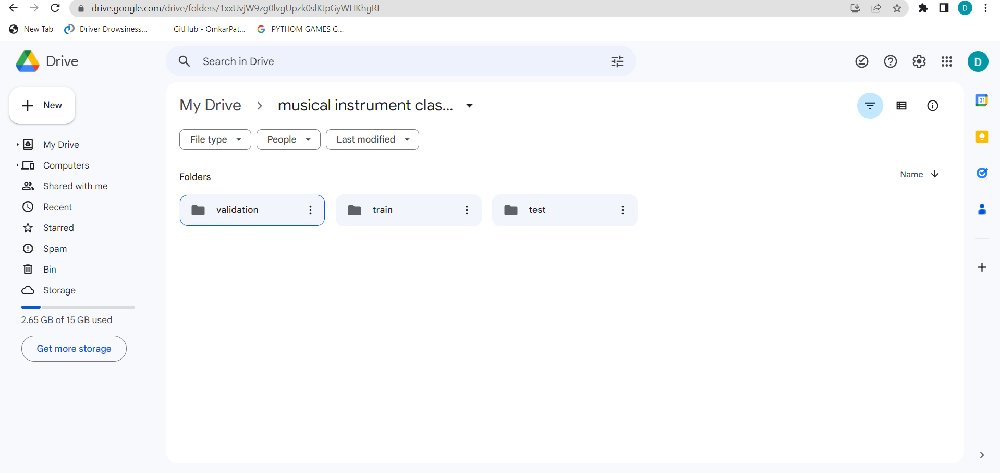 drive.google.com/drive/folders/1xxUvjW9zg0lvgUpzk0slKtpGyWHKhgRF
D
New Tab
Driver Drowsiness...
GitHub - OmkarPat...
PYTHOM GAMES G...
Drive
Search in Drive
D
New
My Drive
Computers
Shared with me
Recent
Starred
Spam
Bin
Storage
2.65 GB of 15 GB used
Get more storage
My Drive
musical instrument clas...
File type
People
Last modified
Folders
Name
validation
train
test
31